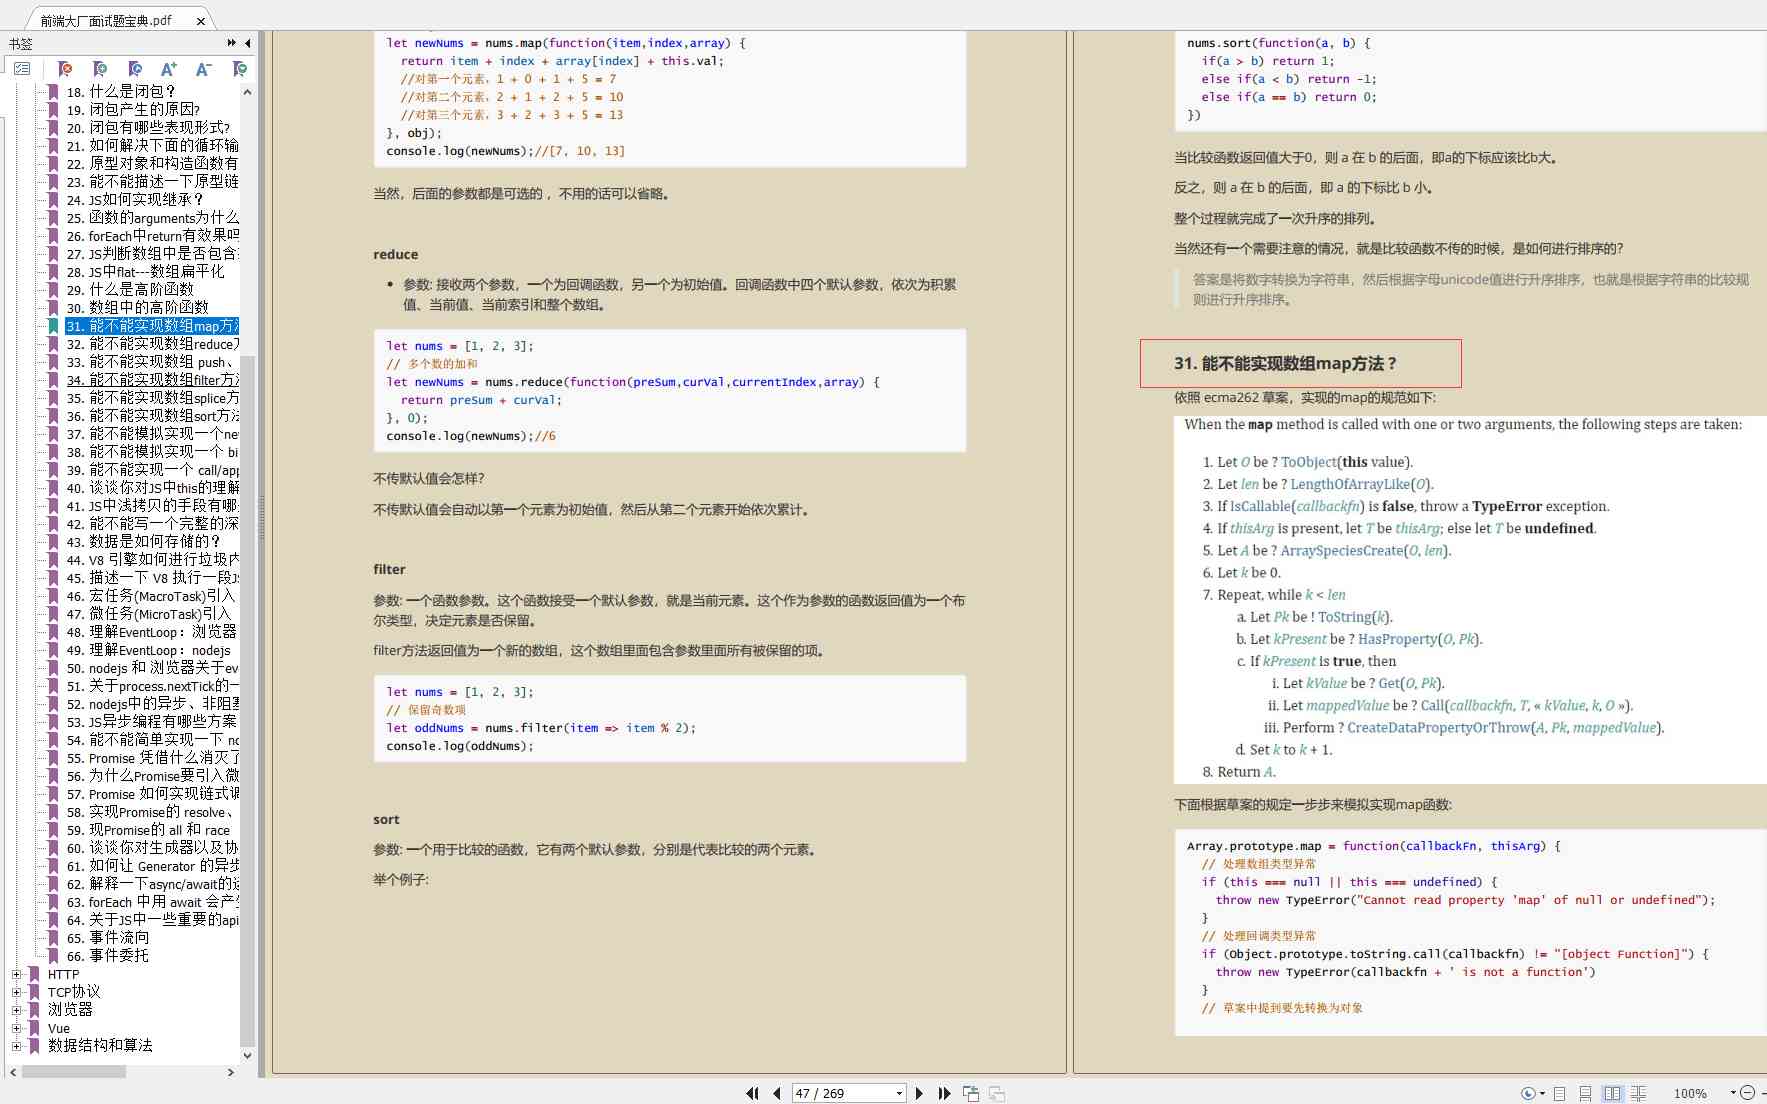 前端大厂面试题宝典.pdf
书签
18. 什么是闭包？
19. 闭包产生的原因?
20. 闭包有哪些表现形式?
21. 如何解决下面的循环输
22. 原型对象和构造函数有
23. 能不能描述一下原型链
24. JS如何实现继承？
25. 函数的arguments为什么
26. forEach中return有效果吗
27. JS判断数组中是否包含
28. JS中flat---数组扁平化
29. 什么是高阶函数
30. 数组中的高阶函数
31. 能不能实现数组map方法
32. 能不能实现数组reduce
33. 能不能实现数组 push、
34. 能不能实现数组filter方法
35. 能不能实现数组splice方
36. 能不能实现数组sort方法
37. 能不能模拟实现一个ne
38. 能不能模拟实现一个 bi
39. 能不能实现一个 call/app
40. 谈谈你对JS中this的理解
41. JS中浅拷贝的手段有哪
42. 能不能写一个完整的深
43. 数据是如何存储的？
44. V8 引擎如何进行垃圾内
45. 描述一下 V8 执行一段JS
46. 宏任务(MacroTask)引入
47. 微任务(MicroTask)引入
48. 理解EventLoop：浏览器
49. 理解EventLoop：nodejs
50. nodejs 和 浏览器关于ev
51. 关于process.nextTick的一
52. nodejs中的异步、非阻塞
53. JS异步编程有哪些方案
54. 能不能简单实现一下 no
55. Promise 凭借什么消灭了
56. 为什么Promise要引入微
57. Promise 如何实现链式调
58. 实现Promise的 resolve、
59. 现Promise的 all 和 race
60. 谈谈你对生成器以及协
61. 如何让 Generator 的异步
62. 解释一下async/await的运
63. forEach 中用 await 会产生
64. 关于JS中一些重要的api
65. 事件流向
66. 事件委托
HTTP
TCP协议
浏览器
Vue
数据结构和算法
let newNums = nums.map(function(item,index,array) {
return item + index + array[index] + this.val;
//对第一个元素，1 + 0 + 1 + 5 = 7
//对第二个元素，2 + 1 + 2 + 5 = 10
//对第三个元素，3 + 2 + 3 + 5 = 13
}, obj);
console.log(newNums);//[7, 10, 13]
当然，后面的参数都是可选的 ，不用的话可以省略。
reduce
参数: 接收两个参数，一个为回调函数，另一个为初始值。回调函数中四个默认参数，依次为积累
值、当前值、当前索引和整个数组。
let nums = [1, 2, 3];
// 多个数的加和
let newNums = nums.reduce(function(preSum,curVal,currentIndex,array) {
return preSum + curVal;
}, 0);
console.log(newNums);//6
不传默认值会怎样？
不传默认值会自动以第一个元素为初始值，然后从第二个元素开始依次累计。
filter
参数: 一个函数参数。这个函数接受一个默认参数，就是当前元素。这个作为参数的函数返回值为一个布
尔类型，决定元素是否保留。
filter方法返回值为一个新的数组，这个数组里面包含参数里面所有被保留的项。
let nums = [1, 2, 3];
// 保留奇数项
let oddNums = nums.filter(item => item % 2);
console.log(oddNums);
sort
参数: 一个用于比较的函数，它有两个默认参数，分别是代表比较的两个元素。
举个例子:
nums.sort(function(a, b) {
if(a > b) return 1;
else if(a < b) return -1;
else if(a == b) return 0;
})
当比较函数返回值大于0，则 a 在 b 的后面，即a的下标应该比b大。
反之，则 a 在 b 的后面，即 a 的下标比 b 小。
整个过程就完成了一次升序的排列。
当然还有一个需要注意的情况，就是比较函数不传的时候，是如何进行排序的？
答案是将数字转换为字符串，然后根据字母unicode值进行升序排序，也就是根据字符串的比较规
则进行升序排序。
31. 能不能实现数组map方法 ?
依照 ecma262 草案，实现的map的规范如下:
When the map method is called with one or two arguments, the following steps are taken:
1. Let O be ? ToObject(this value).
2. Let len be ? LengthOfArrayLike(O).
3. If IsCallable(callbackfn) is false, throw a TypeError exception.
4. If thisArg is present, let T be thisArg; else let T be undefined.
5. Let A be ? ArraySpeciesCreate(O, len).
6. Let k be 0.
7. Repeat, while k < len
a. Let Pk be ! ToString(k).
b. Let kPresent be ? HasProperty(O, Pk).
c. If kPresent is true, then
i. Let kValue be ? Get(O, Pk).
ii. Let mappedValue be ? Call(callbackfn, T, « kValue, k, O »).
iii. Perform ? CreateDataPropertyOrThrow(A, Pk, mappedValue).
d. Set k to k + 1.
8. Return A.
下面根据草案的规定一步步来模拟实现map函数:
Array.prototype.map = function(callbackFn, thisArg) {
// 处理数组类型异常
if (this === null || this === undefined) {
throw new TypeError("Cannot read property 'map' of null or undefined");
}
// 处理回调类型异常
if (Object.prototype.toString.call(callbackfn) != "[object Function]") {
throw new TypeError(callbackfn + ' is not a function')
}
// 草案中提到要先转换为对象
47 / 269
100%